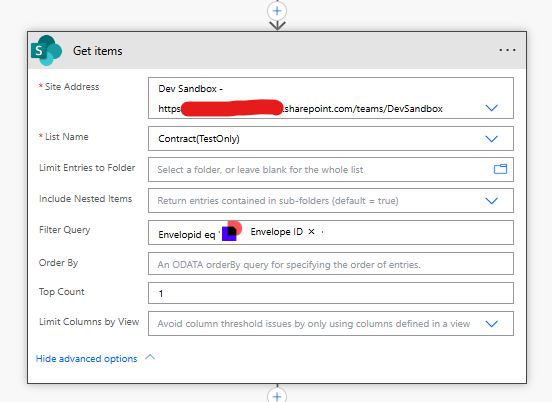 Get items
* Site Address
Dev Sandbox -
https
.sharepoint.com/teams/DevSandbox
* List Name
Contract(TestOnly)
Limit Entries to Folder
Select a folder, or leave blank for the whole list
Include Nested Items
Return entries contained in sub-folders (default = true)
Filter Query
Envelopid eq ' Envelope ID × '
Order By
An ODATA orderBy query for specifying the order of entries.
Top Count
1
Limit Columns by View
Avoid column threshold issues by only using columns defined in a view
Hide advanced options